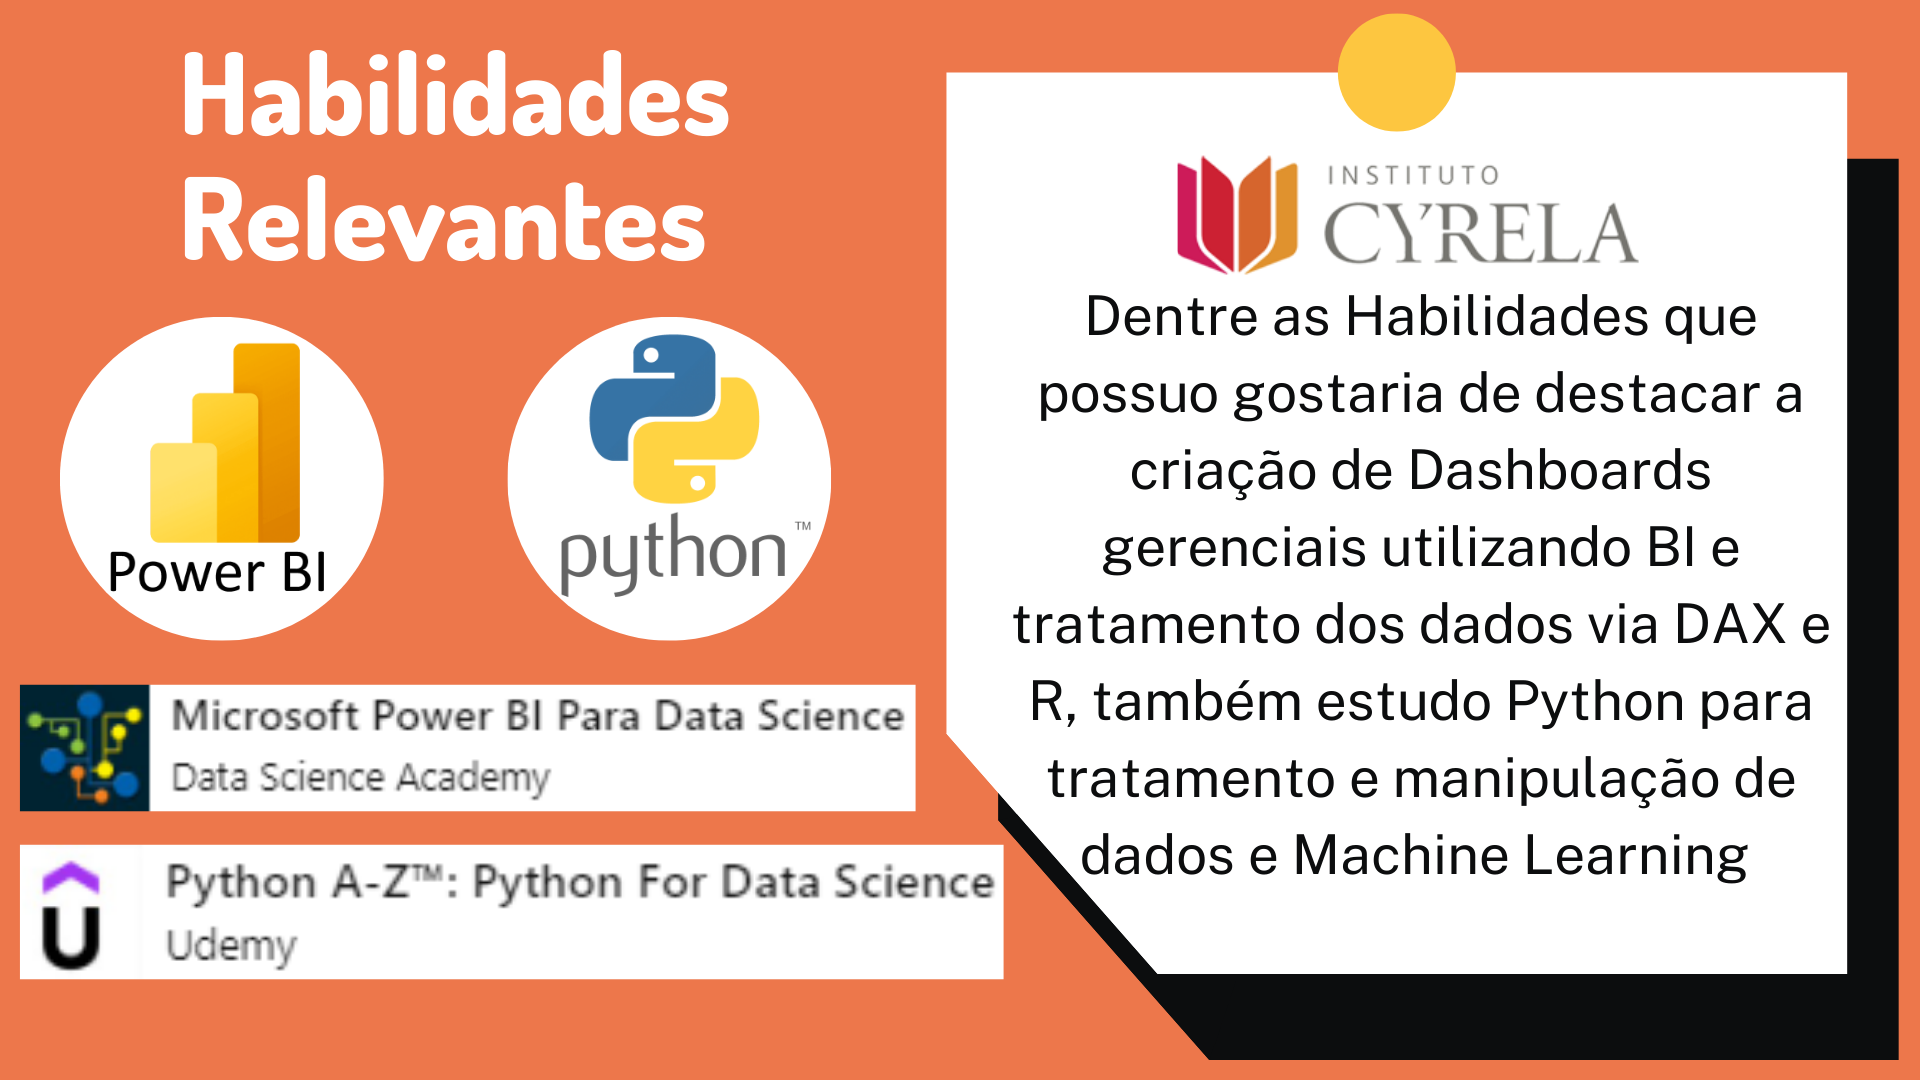 Habilidades
Relevantes
Power BI
python™
Microsoft Power BI Para Data Science
Data Science Academy
Python A-Z™: Python For Data Science
Udemy
INSTITUTO
CYRELA
Dentre as Habilidades que
possuo gostaria de destacar a
criação de Dashboards
gerenciais utilizando BI e
tratamento dos dados via DAX e
R, também estudo Python para
tratamento e manipulação de
dados e Machine Learning